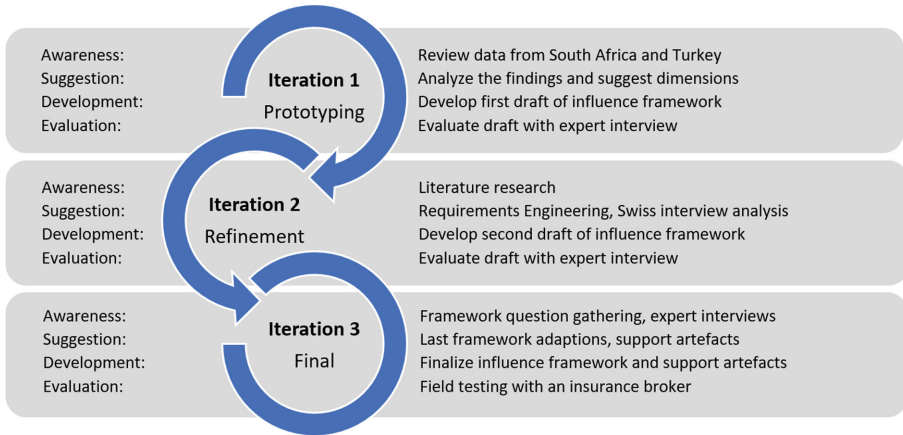 Awareness: Review data from South Africa and Turkey
Suggestion: Iteration 1 Analyze the findings and suggest dimensions
Development: Prototyping Develop first draft of influence framework
Evaluation: Evaluate draft with expert interview
Awareness: Literature research
Suggestion: Iteration 2 Requirements Engineering, Swiss interview analysis
Development: Refinement Develop second draft of influence framework
Evaluation: Evaluate draft with expert interview
Awareness: Framework question gathering, expert interviews
Suggestion: Iteration 3 Last framework adaptions, support artefacts
Development: Final Finalize influence framework and support artefacts
Evaluation: Field testing with an insurance broker